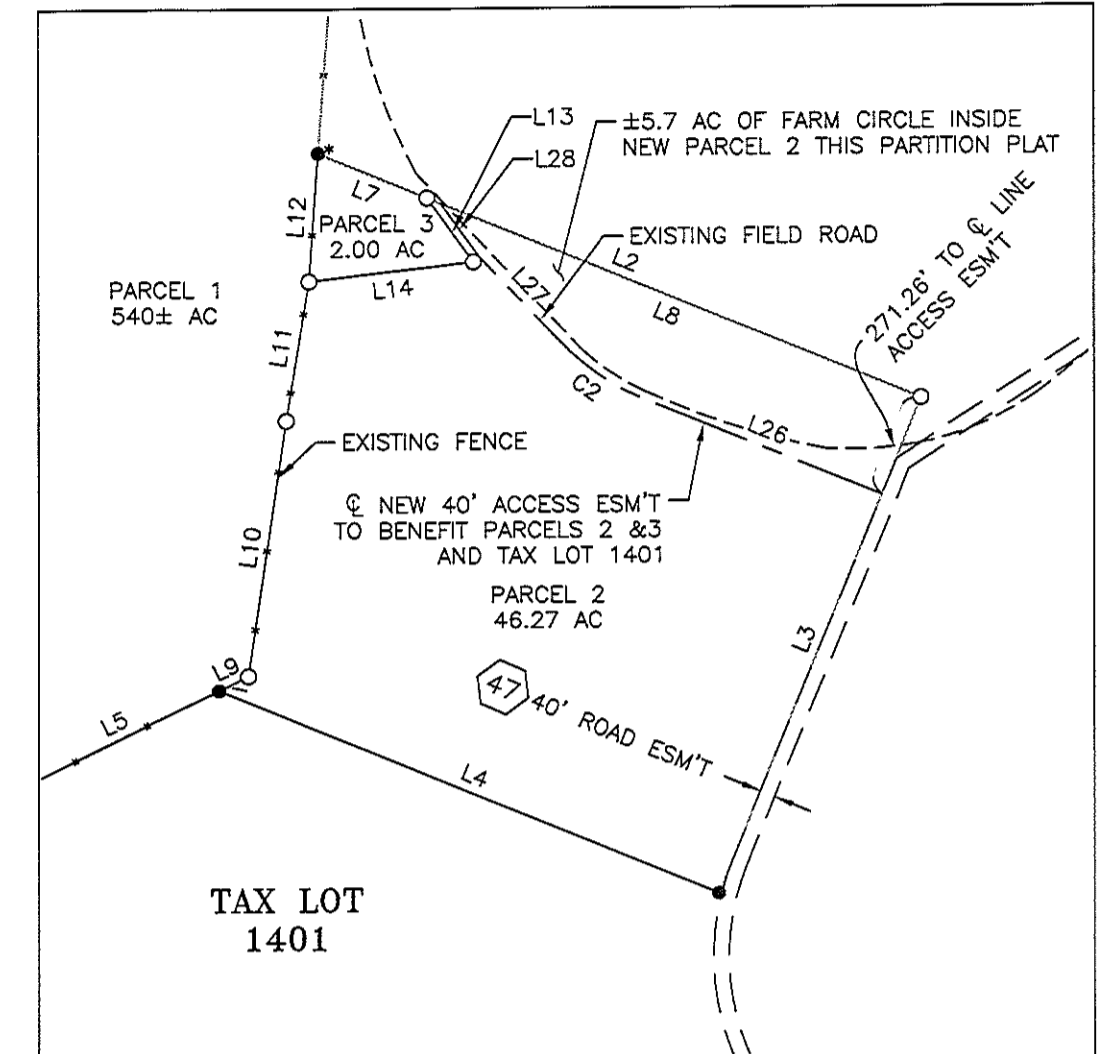 L13
±5.7 AC OF FARM CIRCLE INSIDE
NEW PARCEL 2 THIS PARTITION PLAT
L28
*
L7
L12
PARCEL 3
2.00 AC
EXISTING FIELD ROAD
L2
271.26' TO ℄ LINE
ACCESS ESM'T
L27
L14
PARCEL 1
540± AC
L8
L11
C2
L26
EXISTING FENCE
℄ NEW 40' ACCESS ESM'T
TO BENEFIT PARCELS 2 &3
AND TAX LOT 1401
L10
PARCEL 2
46.27 AC
L3
L9
47
40' ROAD ESM'T
L5
L4
TAX LOT
1401